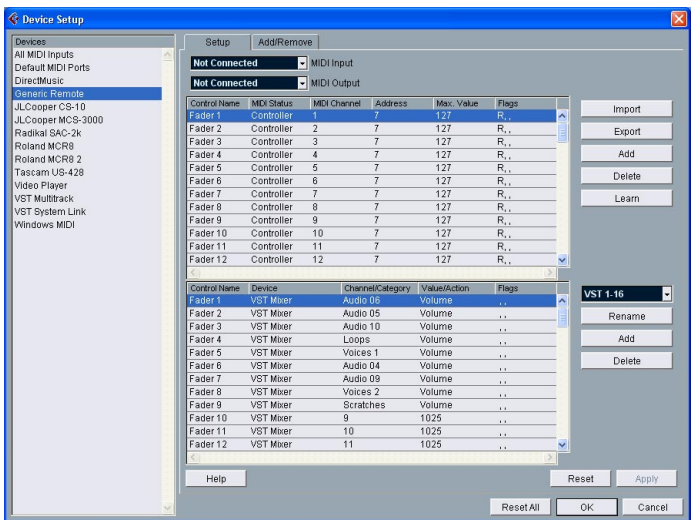 Device Setup
Devices
All MIDI Inputs
Default MIDI Ports
DirectMusic
Generic Remote
JLCooper CS-10
JLCooper MCS-3000
Radikal SAC-2k
Roland MCR8
Roland MCR8 2
Tascam US-428
Video Player
VST Multitrack
VST System Link
Windows MIDI
Setup Add/Remove
Not Connected MIDI Input
Not Connected MIDI Output
Control Name MIDI Status MIDI Channel Address Max. Value Flags
Fader 1 Controller 1 7 127 R, ,
Fader 2 Controller 2 7 127 R, ,
Fader 3 Controller 3 7 127 R, ,
Fader 4 Controller 4 7 127 R, ,
Fader 5 Controller 5 7 127 R, ,
Fader 6 Controller 6 7 127 R, ,
Fader 7 Controller 7 7 127 R, ,
Fader 8 Controller 8 7 127 R, ,
Fader 9 Controller 9 7 127 R, ,
Fader 10 Controller 10 7 127 R, ,
Fader 11 Controller 11 7 127 R, ,
Fader 12 Controller 12 7 127 R, ,
Import
Export
Add
Delete
Learn
Control Name Device Channel/Category Value/Action Flags
Fader 1 VST Mixer Audio 06 Volume , ,
Fader 2 VST Mixer Audio 05 Volume , ,
Fader 3 VST Mixer Audio 10 Volume , ,
Fader 4 VST Mixer Loops Volume , ,
Fader 5 VST Mixer Voices 1 Volume , ,
Fader 6 VST Mixer Audio 04 Volume , ,
Fader 7 VST Mixer Audio 09 Volume , ,
Fader 8 VST Mixer Voices 2 Volume , ,
Fader 9 VST Mixer Scratches Volume , ,
Fader 10 VST Mixer 9 1025 , ,
Fader 11 VST Mixer 10 1025 , ,
Fader 12 VST Mixer 11 1025 , ,
VST 1-16
Rename
Add
Delete
Help Reset Apply
Reset All OK Cancel